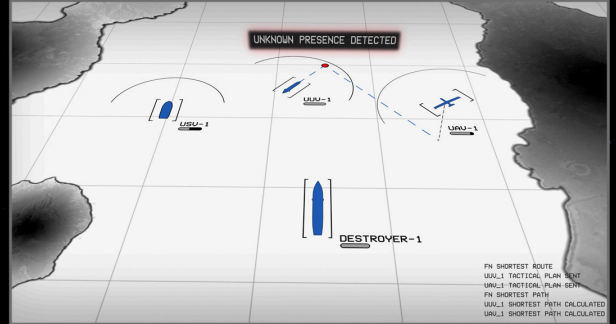 UNKNOWN PRESENCE DETECTED
USV-1
UUV-1
UAV-1
DESTROYER-1
FN SHORTEST ROUTE
UUV_1 TACTICAL PLAN SENT
UAV_1 TACTICAL PLAN SENT
FN SHORTEST PATH
UUV_1 SHORTEST PATH CALCULATED
UAV_1 SHORTEST PATH CALCULATED